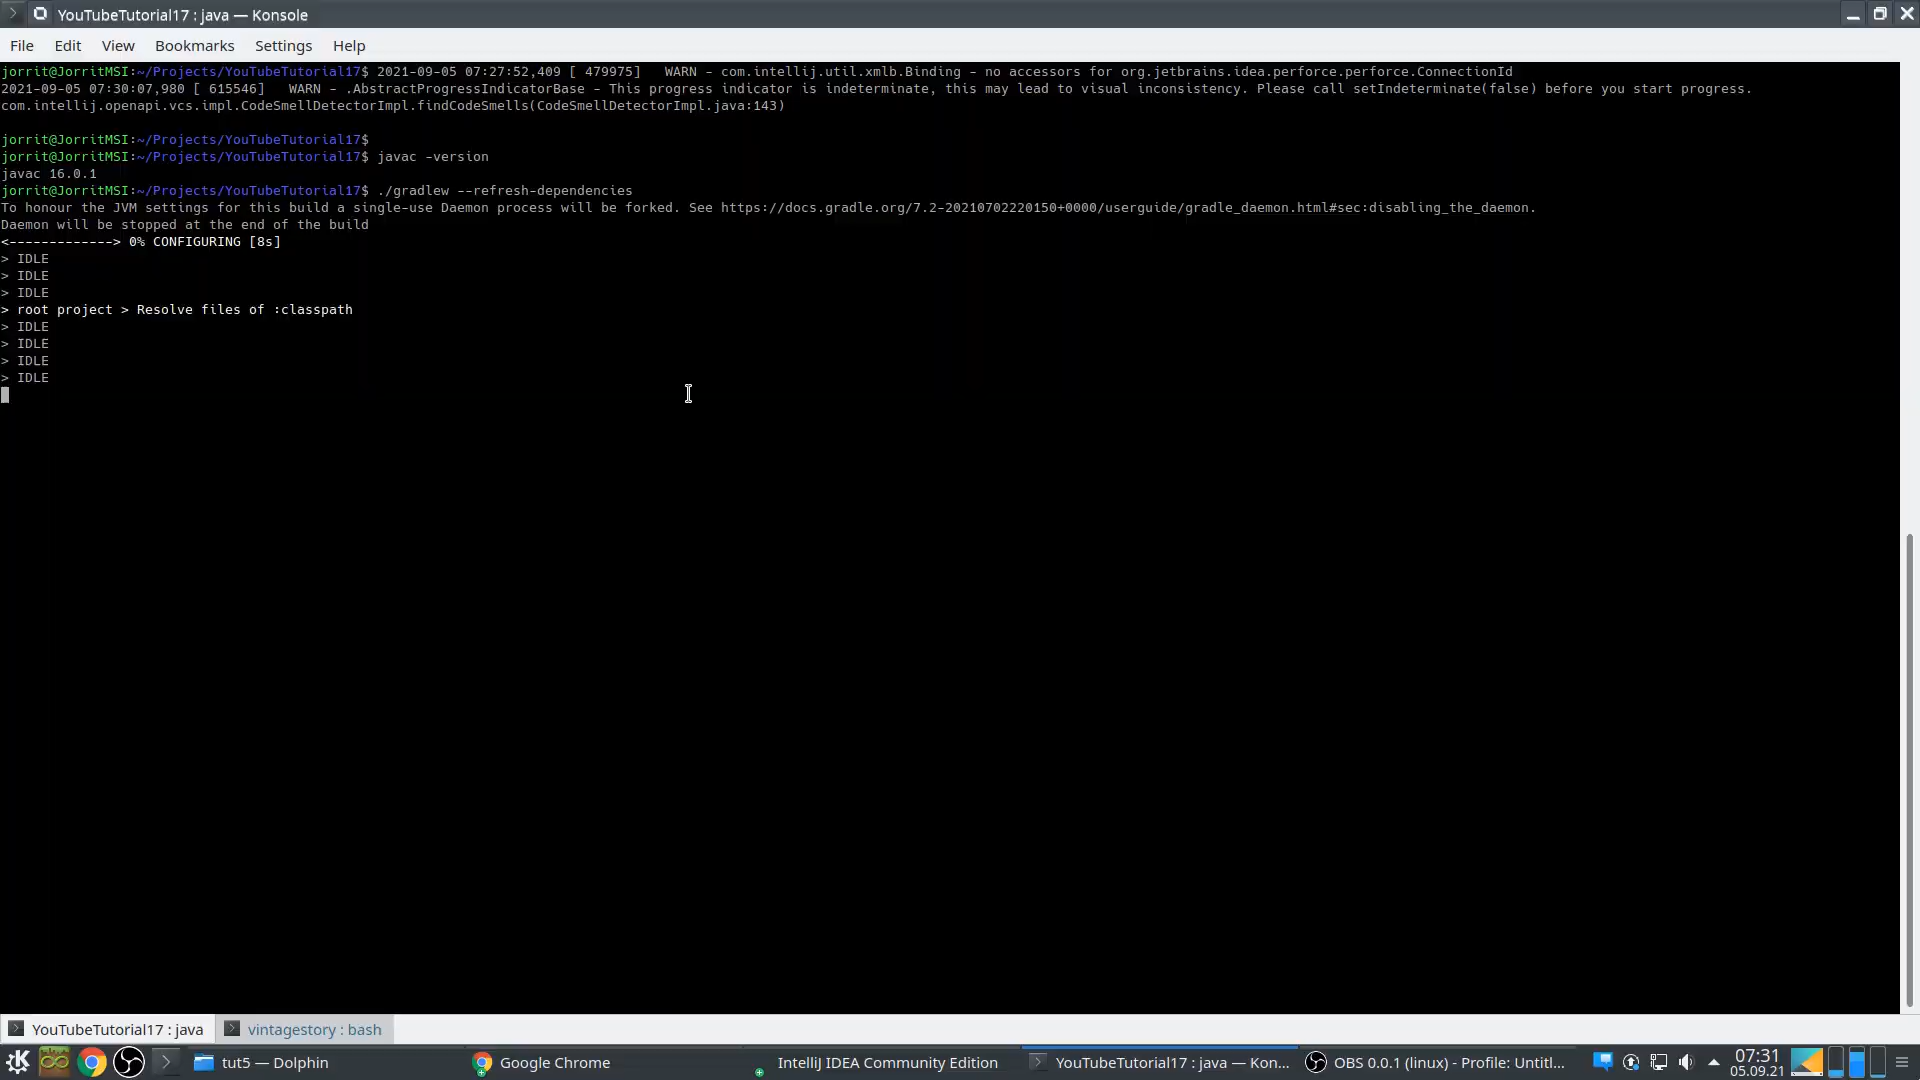 YouTubeTutorial17 : java — Konsole
File Edit View Bookmarks Settings Help
jorrit@JorritMSI:~/Projects/YouTubeTutorial17$ 2021-09-05 07:27:52,409 [ 479975]   WARN - com.intellij.util.xmlb.Binding - no accessors for org.jetbrains.idea.perforce.perforce.ConnectionId
2021-09-05 07:30:07,980 [ 615546]   WARN - .AbstractProgressIndicatorBase - This progress indicator is indeterminate, this may lead to visual inconsistency. Please call setIndeterminate(false) before you start progress.
com.intellij.openapi.vcs.impl.CodeSmellDetectorImpl.findCodeSmells(CodeSmellDetectorImpl.java:143)
jorrit@JorritMSI:~/Projects/YouTubeTutorial17$
jorrit@JorritMSI:~/Projects/YouTubeTutorial17$ javac -version
javac 16.0.1
jorrit@JorritMSI:~/Projects/YouTubeTutorial17$ ./gradlew --refresh-dependencies
To honour the JVM settings for this build a single-use Daemon process will be forked. See https://docs.gradle.org/7.2-20210702220150+0000/userguide/gradle_daemon.html#sec:disabling_the_daemon.
Daemon will be stopped at the end of the build
<-------------> 0% CONFIGURING [8s]
> IDLE
> IDLE
> IDLE
> root project > Resolve files of :classpath
> IDLE
> IDLE
> IDLE
> IDLE
YouTubeTutorial17 : java vintagestory : bash
tut5 — Dolphin Google Chrome IntelliJ IDEA Community Edition YouTubeTutorial17 : java — Kon... OBS 0.0.1 (linux) - Profile: Untitl... 07:31
05.09.21